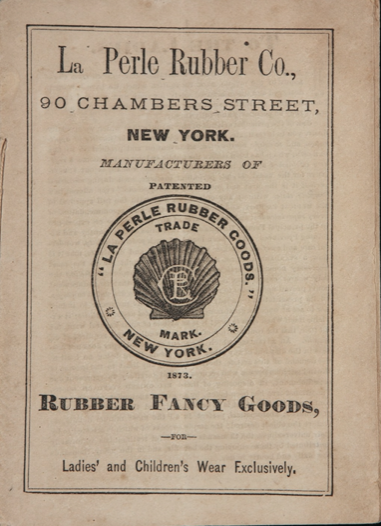 La Perle Rubber Co.,
90 CHAMBERS STREET,
NEW YORK.
MANUFACTURERS OF
PATENTED
"LA PERLE RUBBER GOODS."
TRADE
MARK.
NEW YORK.
1873.
RUBBER FANCY GOODS,
—FOR—
Ladies' and Children's Wear Exclusively.